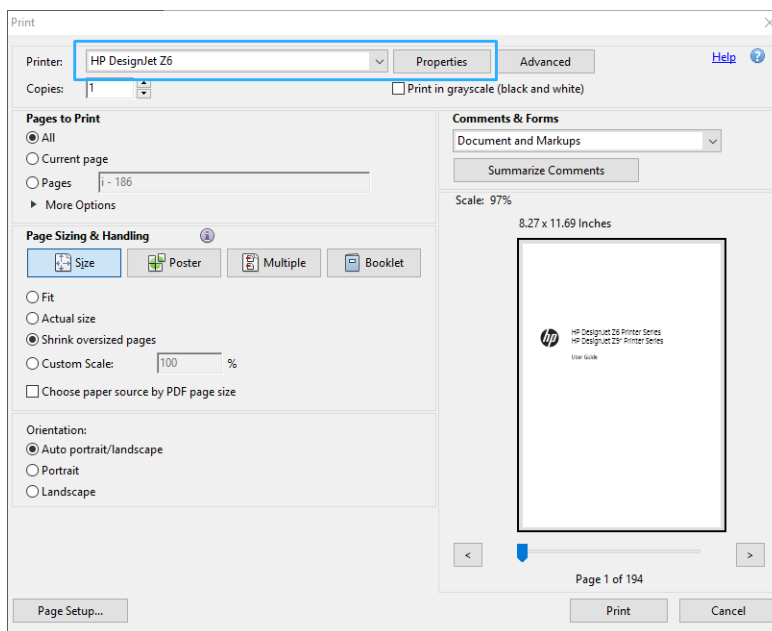 Print
Printer: HP DesignJet Z6 Properties Advanced Help ?
Copies: 1 Print in grayscale (black and white)
Pages to Print
All
Current page
Pages i - 186
More Options
Page Sizing & Handling i
Size Poster Multiple Booklet
Fit
Actual size
Shrink oversized pages
Custom Scale: 100 %
Choose paper source by PDF page size
Orientation:
Auto portrait/landscape
Portrait
Landscape
Comments & Forms
Document and Markups
Summarize Comments
Scale: 97%
8.27 x 11.69 Inches
hp
HP DesignJet Z6 Printer Series
HP DesignJet Z9⁺ Printer Series
User Guide
< >
Page 1 of 194
Page Setup... Print Cancel